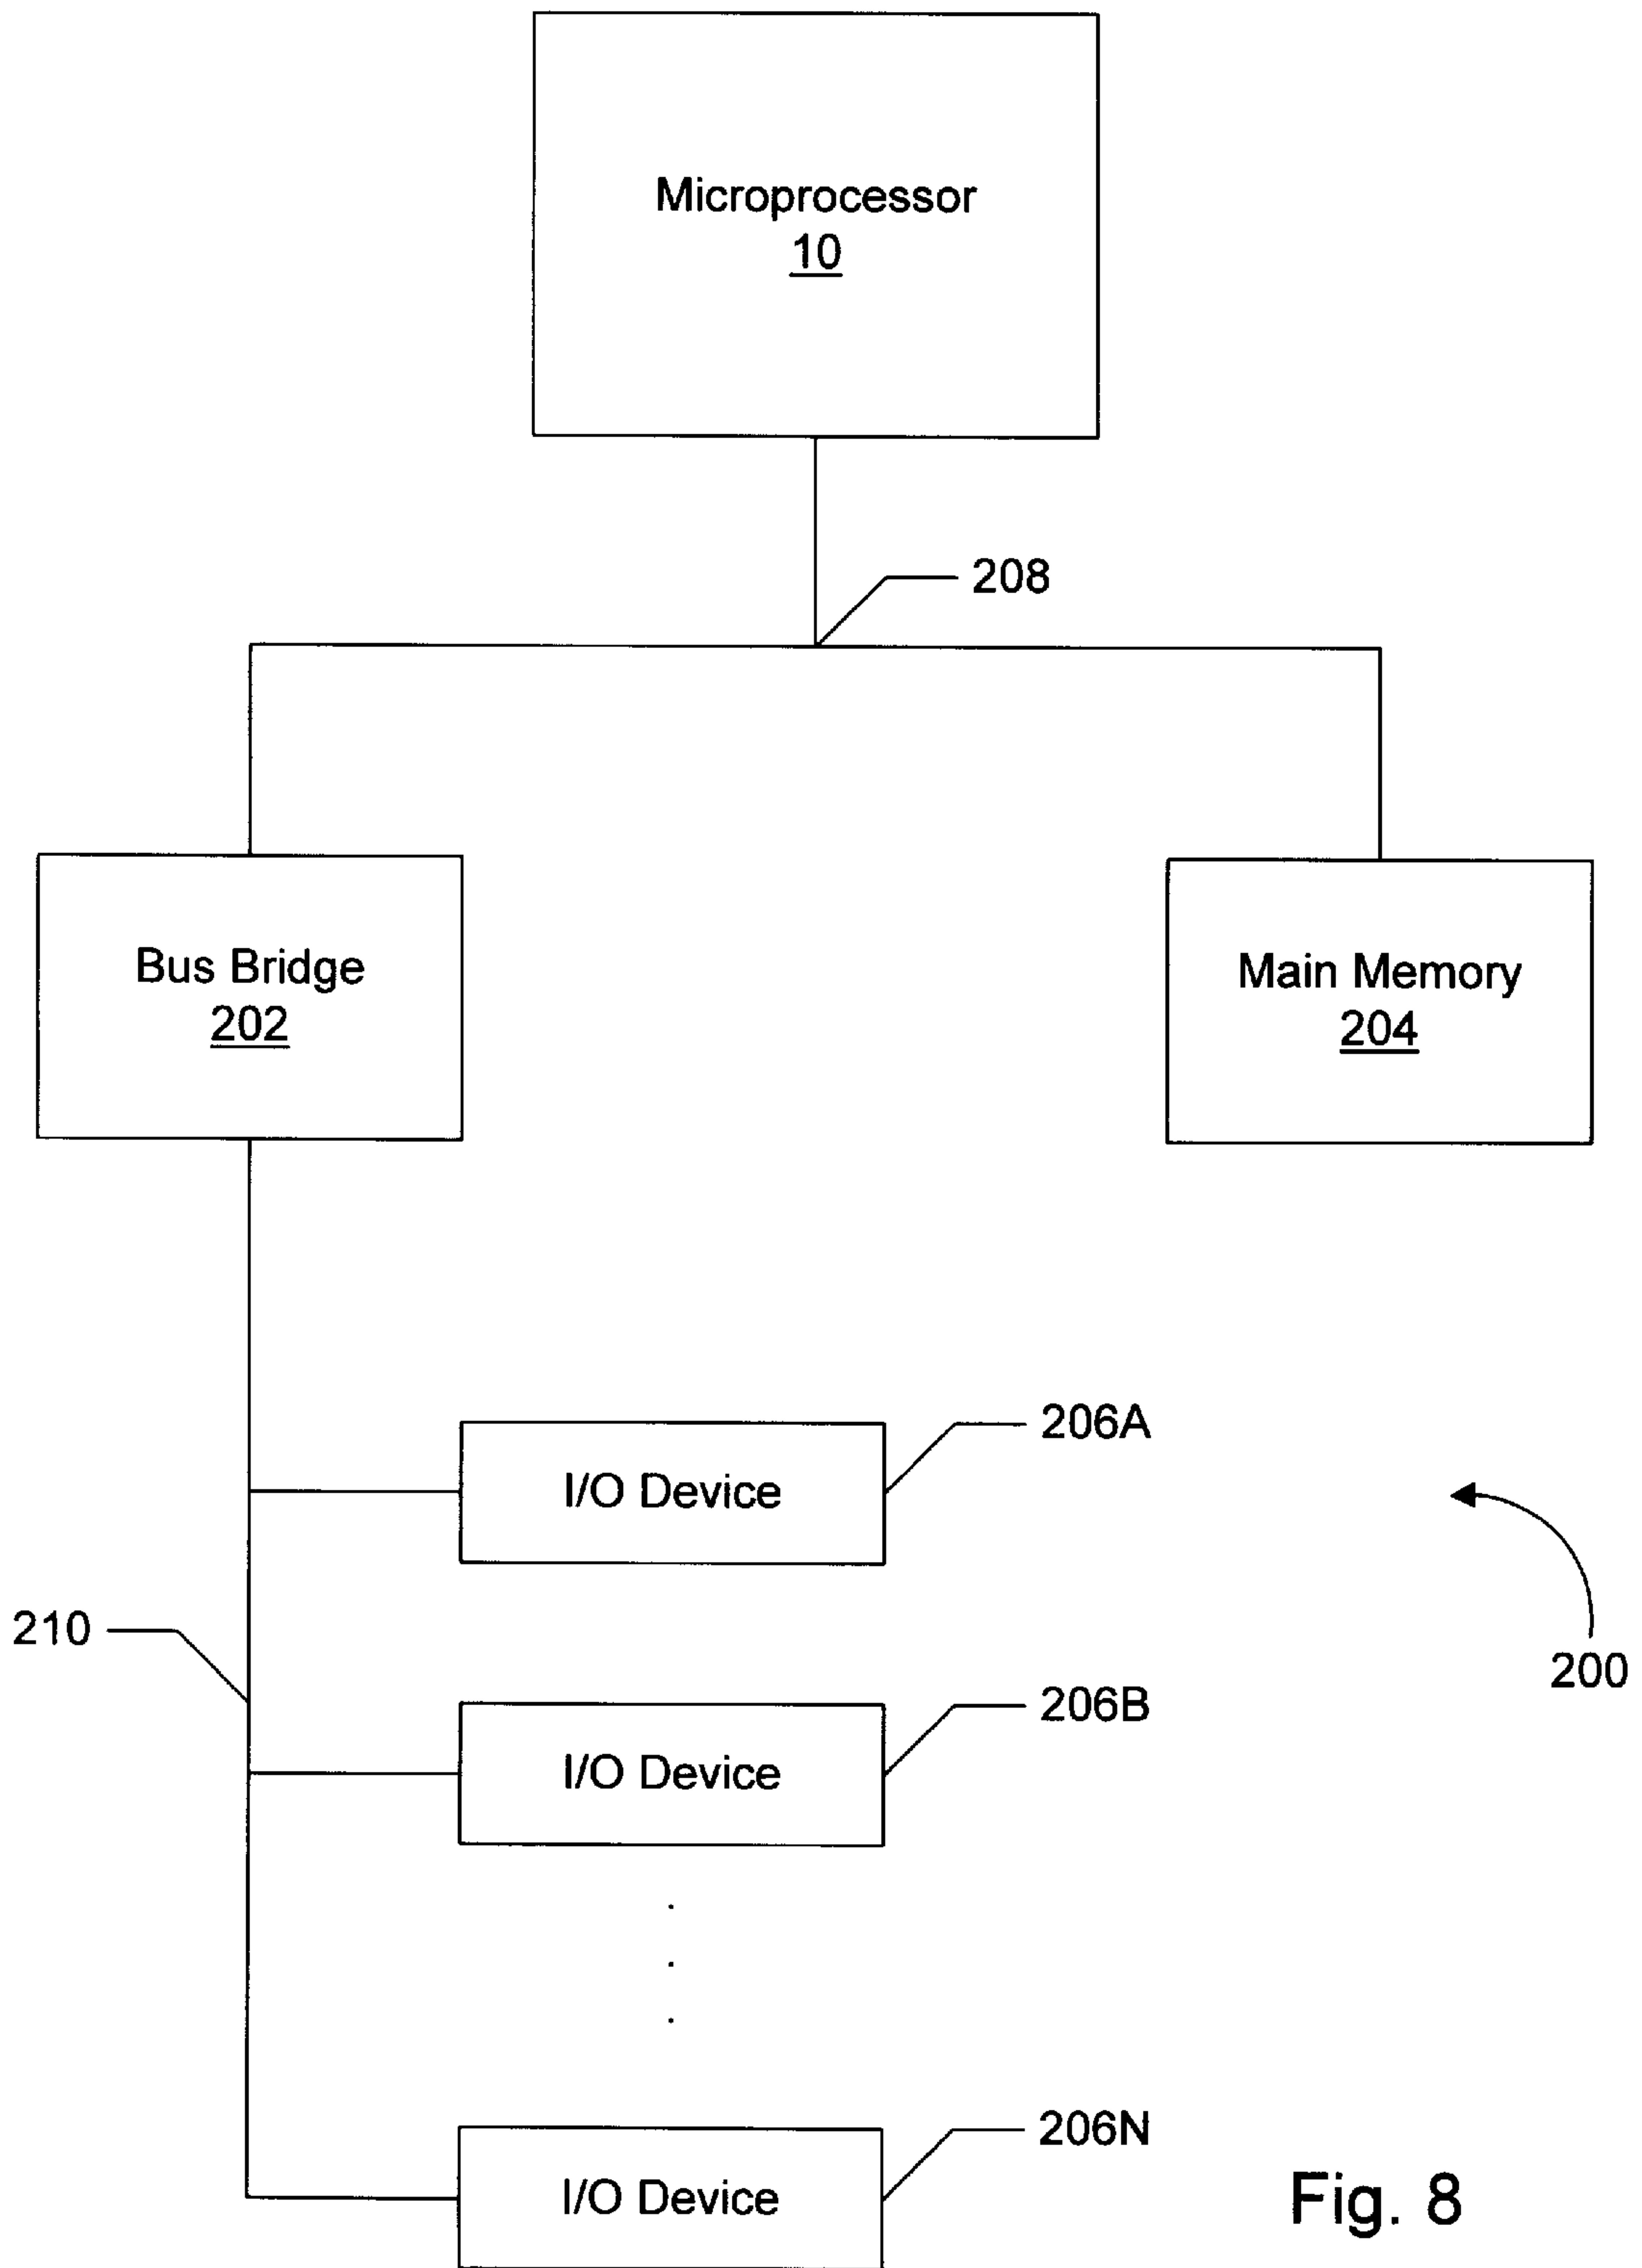 Microprocessor
10
208
Bus Bridge
202
Main Memory
204
206A
I/O Device
210
200
206B
I/O Device
206N
I/O Device
Fig. 8